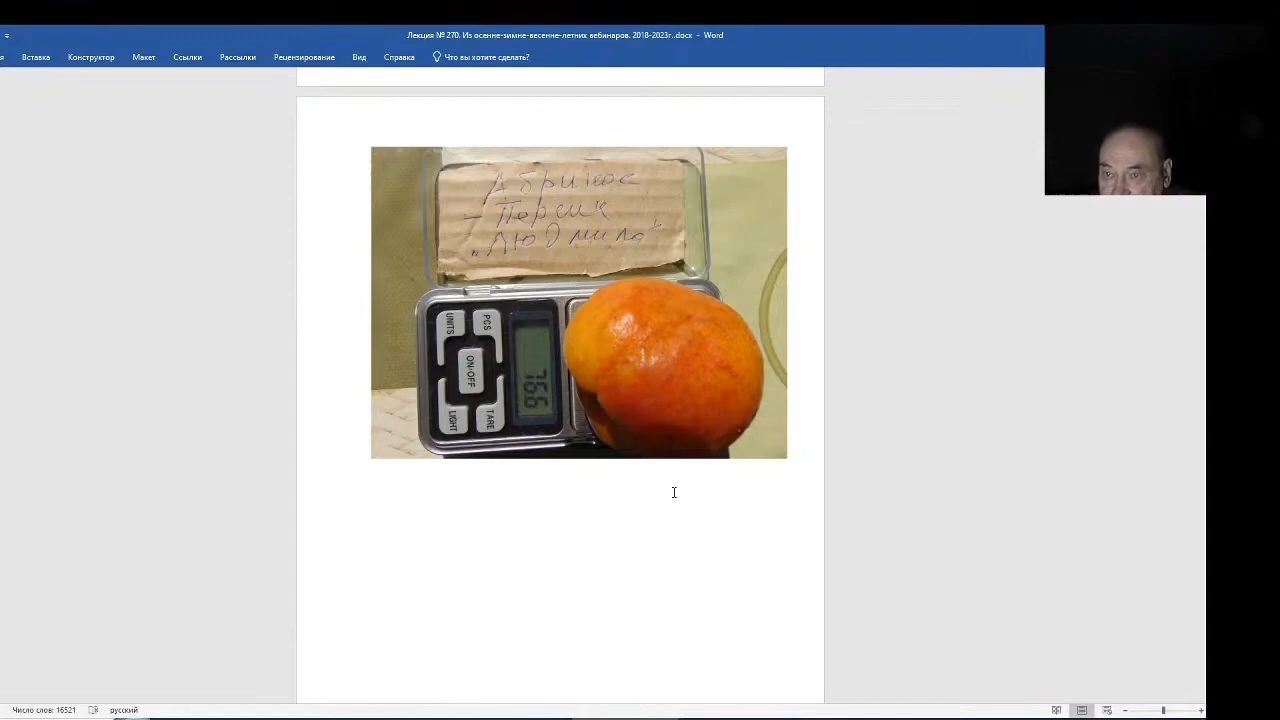 Лекция № 270. Из осенне-зимне-весенне-летних вебинаров. 2018-2023г..docx - Word
я Вставка Конструктор Макет Ссылки Рассылки Рецензирование Вид Справка Что вы хотите сделать?
Абрикос
- Персик
"Людмила"
UNITS PCS
ON·OFF
LIGHT TARE
Число слов: 16521 русский